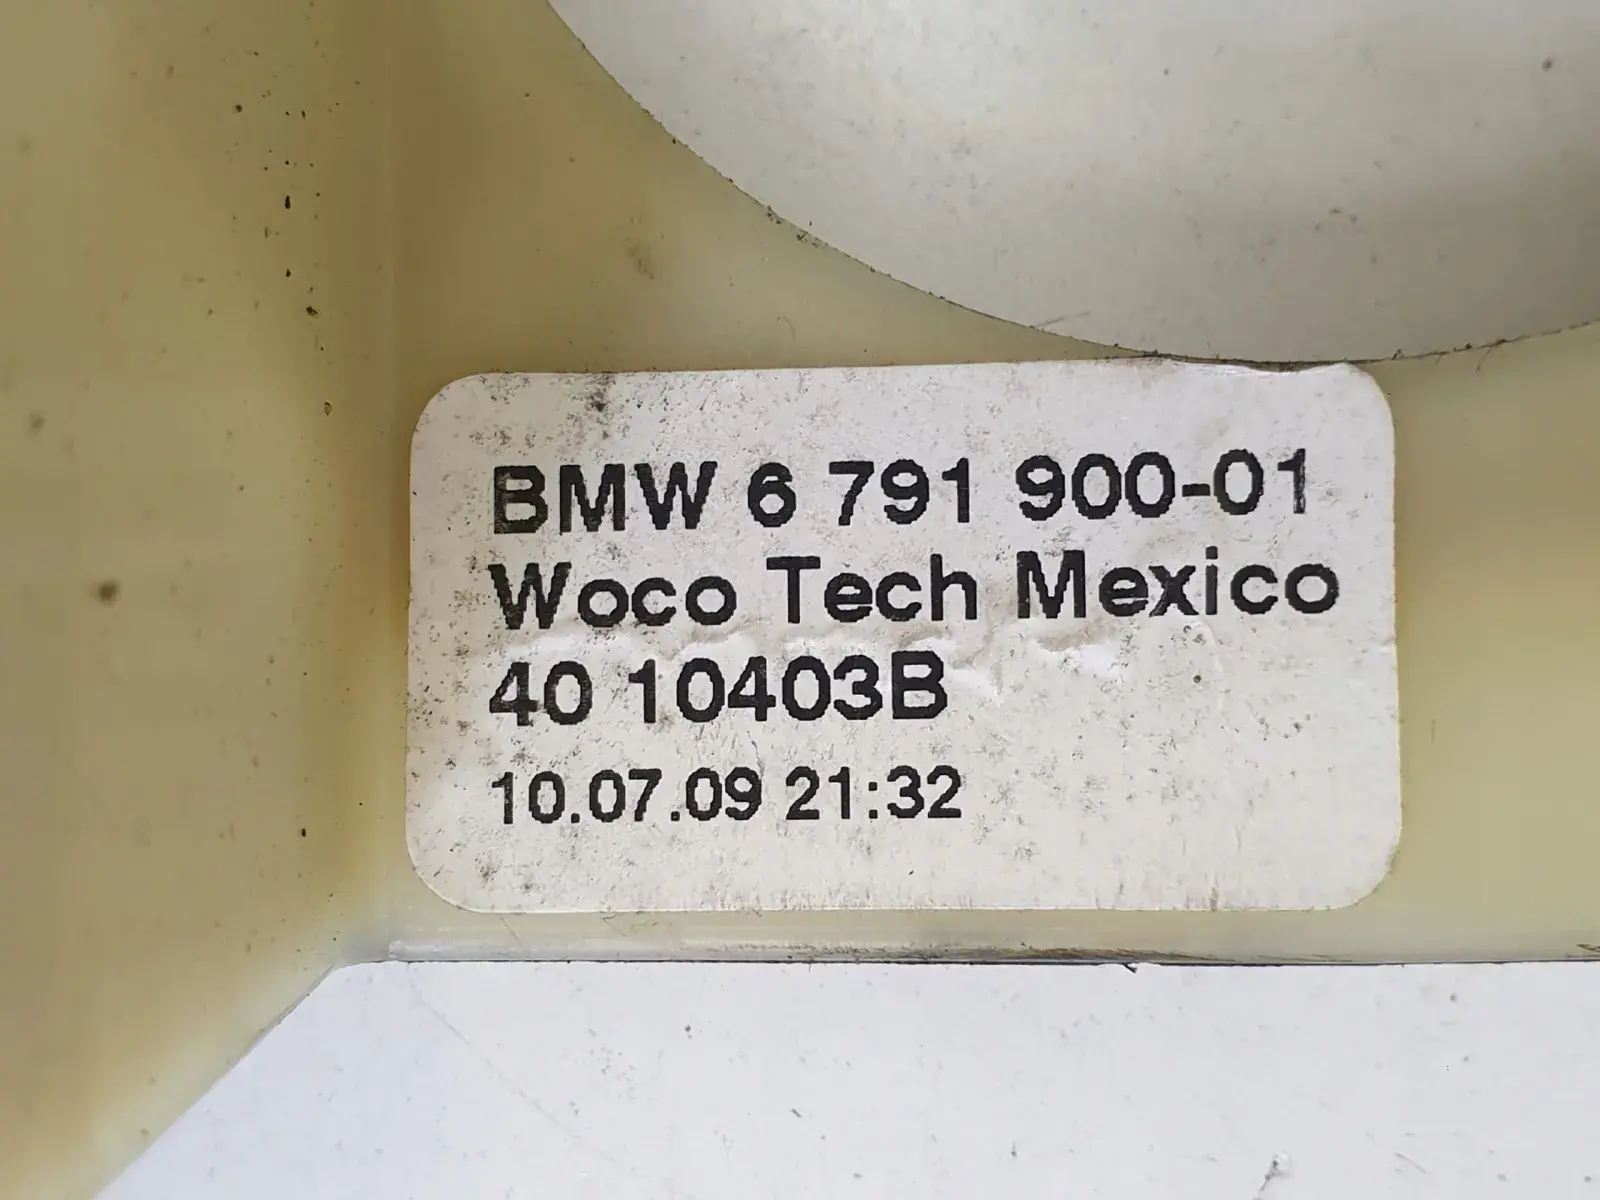 BMW 6 791 900-01
Woco Tech Mexico
40 10403B
10.07.09 21:32